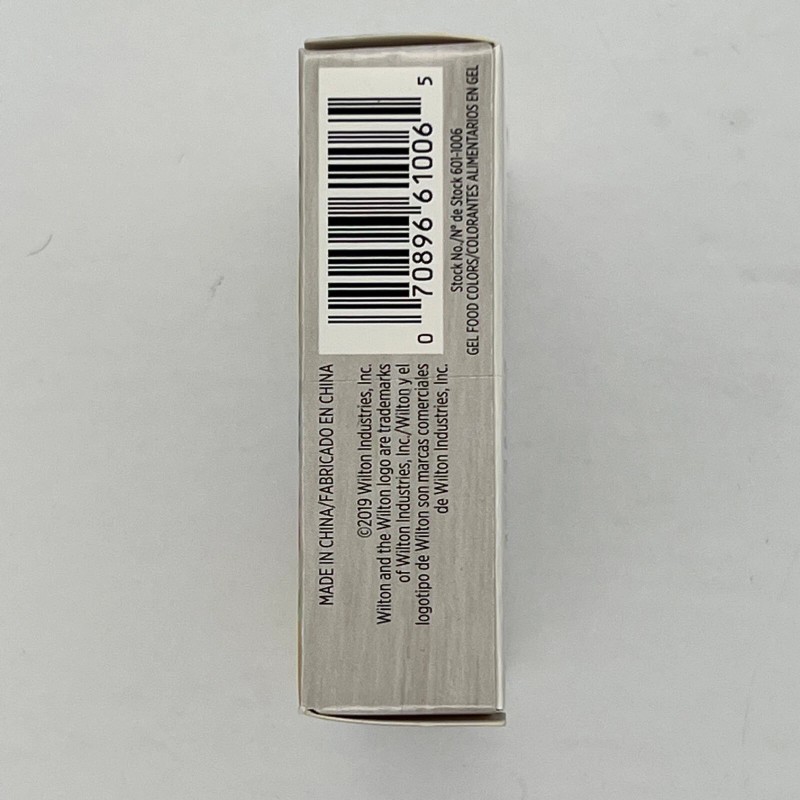 MADE IN CHINA/FABRICADO EN CHINA
©2019 Wilton Industries, Inc.
Wilton and the Wilton logo are trademarks
of Wilton Industries, Inc./Wilton y el
logotipo de Wilton son marcas comerciales
de Wilton Industries, Inc.
0 70896 61006 5
Stock No./Nº de Stock 601-1006
GEL FOOD COLORS/COLORANTES ALIMENTARIOS EN GEL